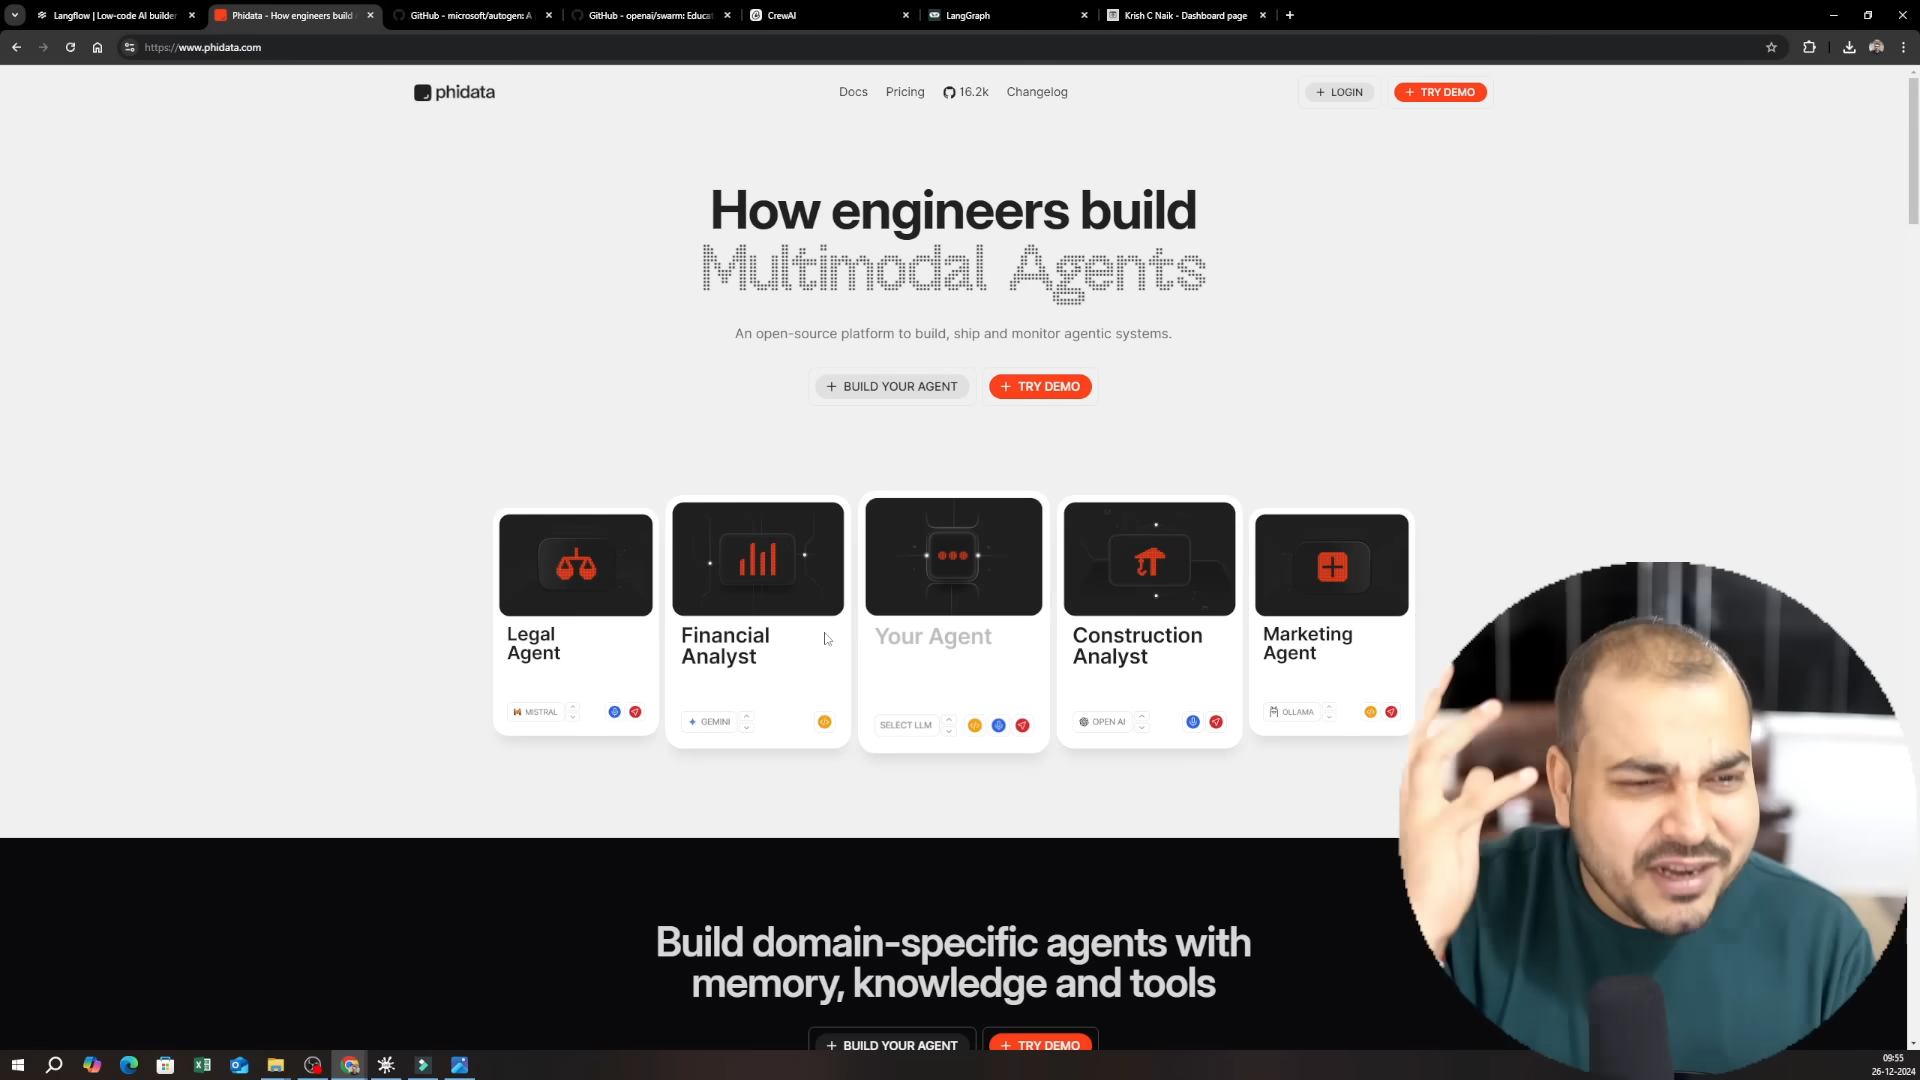 Langflow | Low-code AI builder
Phidata - How engineers build
GitHub - microsoft/autogen: A
GitHub - openai/swarm: Educat
CrewAI
LangGraph
Krish C Naik - Dashboard page
https://www.phidata.com
phidata
Docs
Pricing
16.2k
Changelog
+ LOGIN
+ TRY DEMO
How engineers build
Multimodal Agents
An open-source platform to build, ship and monitor agentic systems.
+ BUILD YOUR AGENT
+ TRY DEMO
Legal
Agent
MISTRAL
Financial
Analyst
GEMINI
Your Agent
SELECT LLM
Construction
Analyst
OPEN AI
Marketing
Agent
OLLAMA
Build domain-specific agents with
memory, knowledge and tools
+ BUILD YOUR AGENT
+ TRY DEMO
09:55
26-12-2024